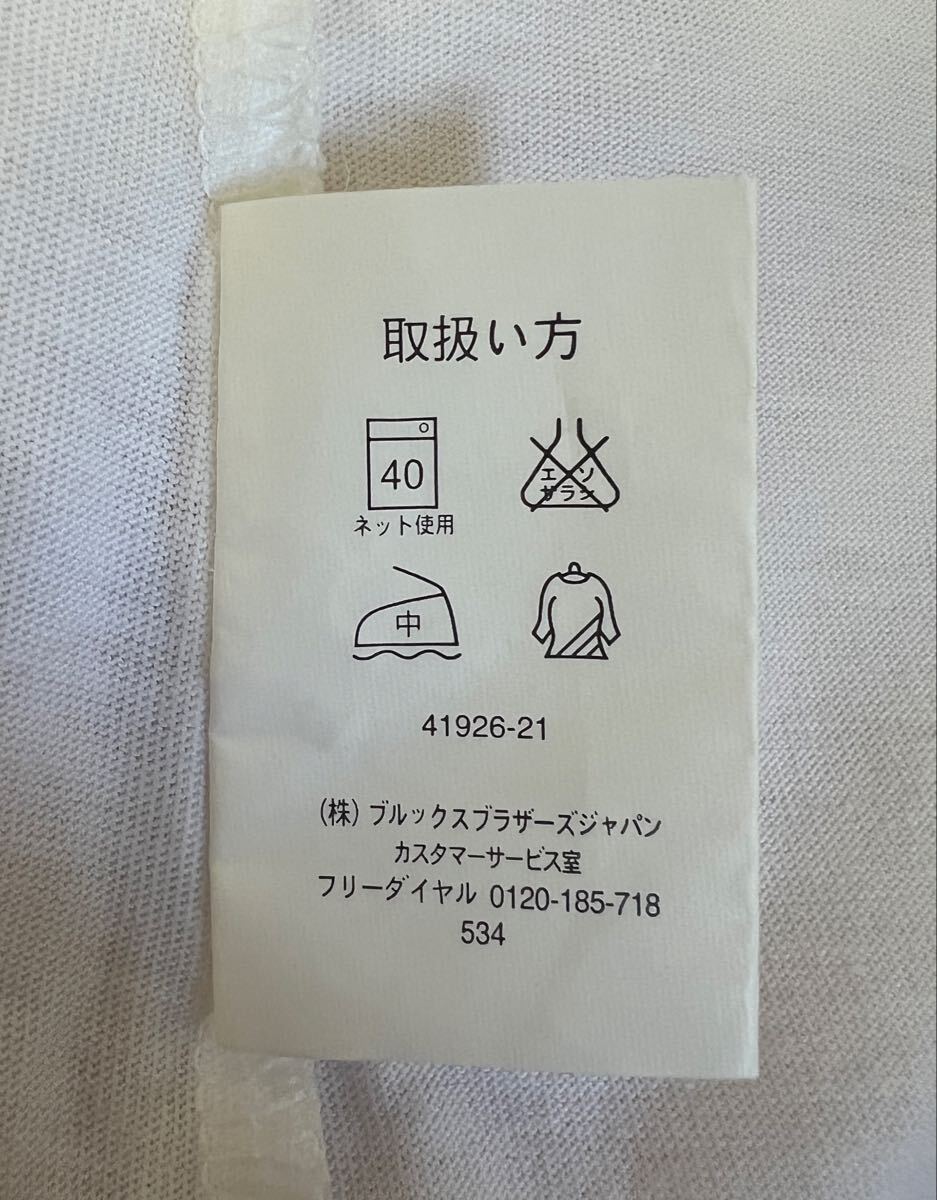 取扱い方
40
ネット使用
エンソ
サラシ
中
41926-21
(株)ブルックスブラザーズジャパン
カスタマーサービス室
フリーダイヤル 0120-185-718
534